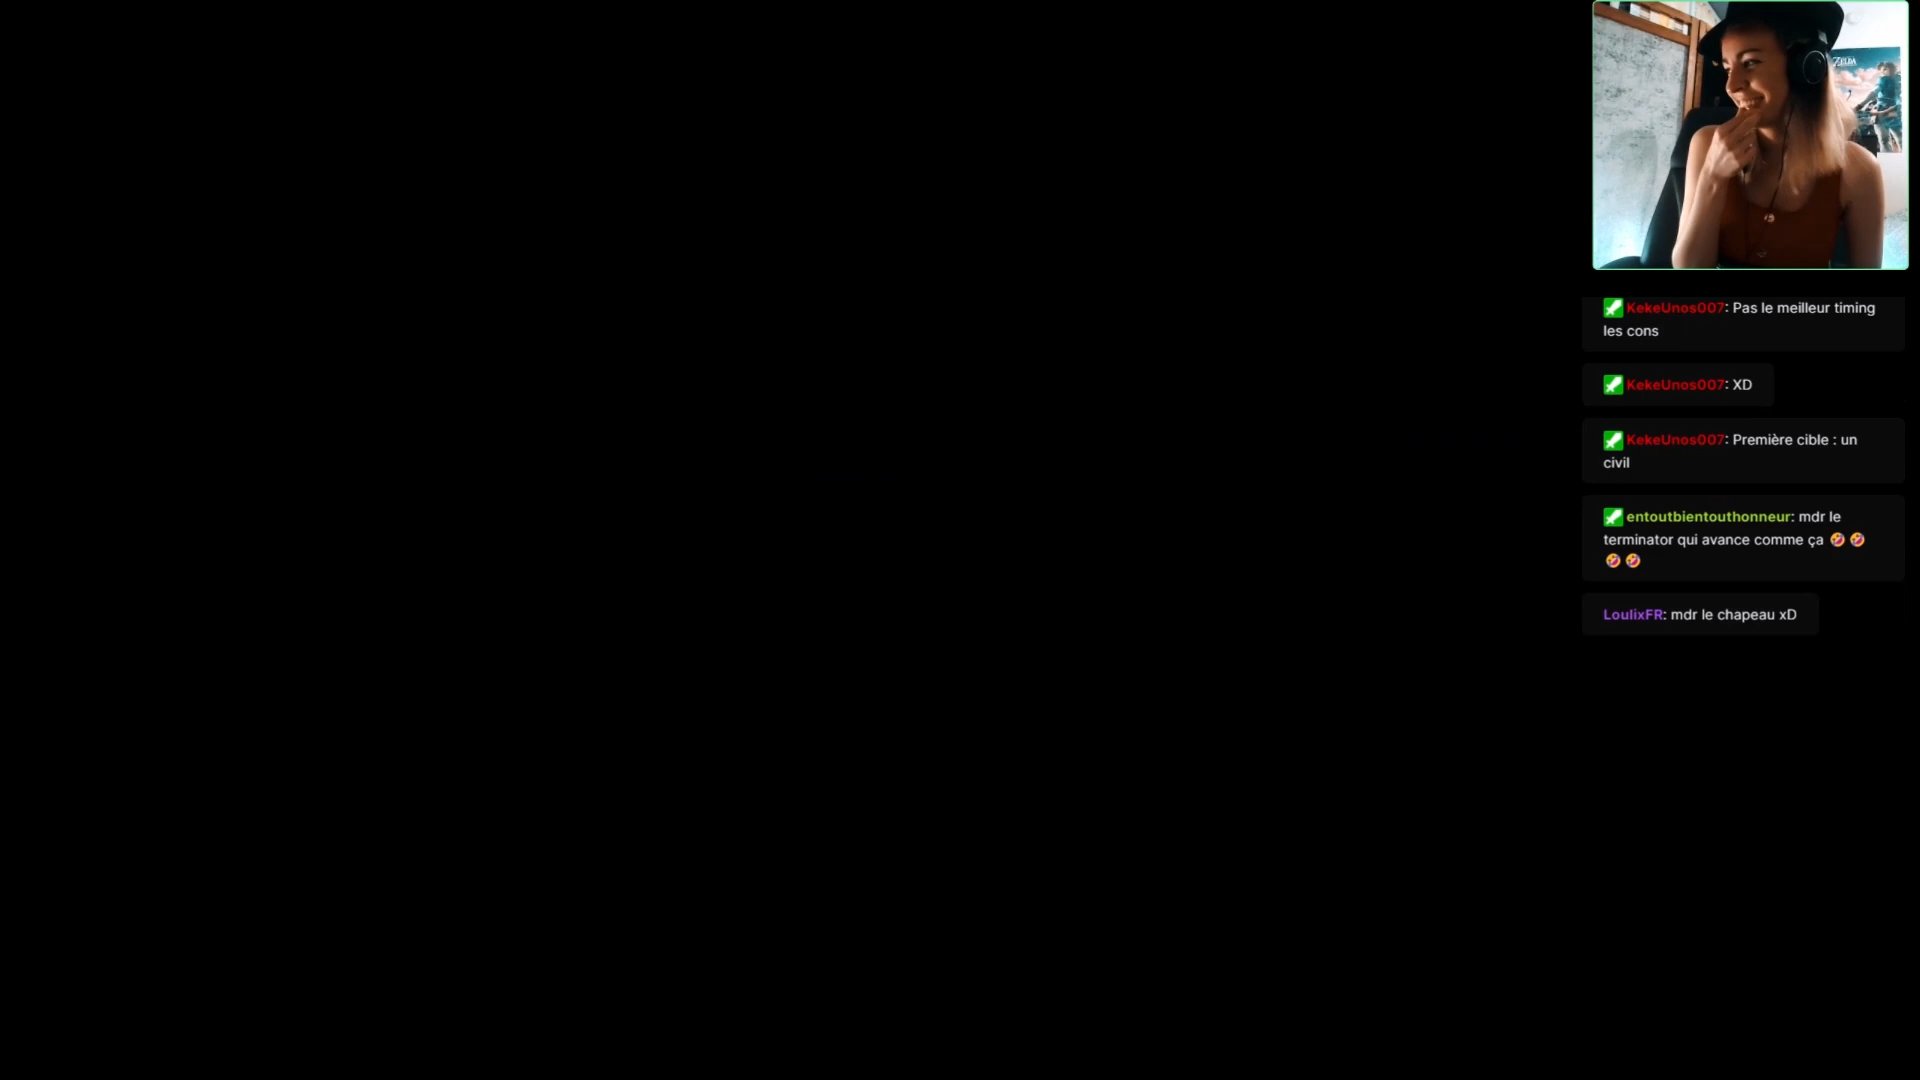 ZELDA
KekeUnos007: Pas le meilleur timing
les cons
KekeUnos007: XD
KekeUnos007: Première cible : un
civil
entoutbientouthonneur: mdr le
terminator qui avance comme ça 🤣 🤣
🤣 🤣
LoulixFR: mdr le chapeau xD